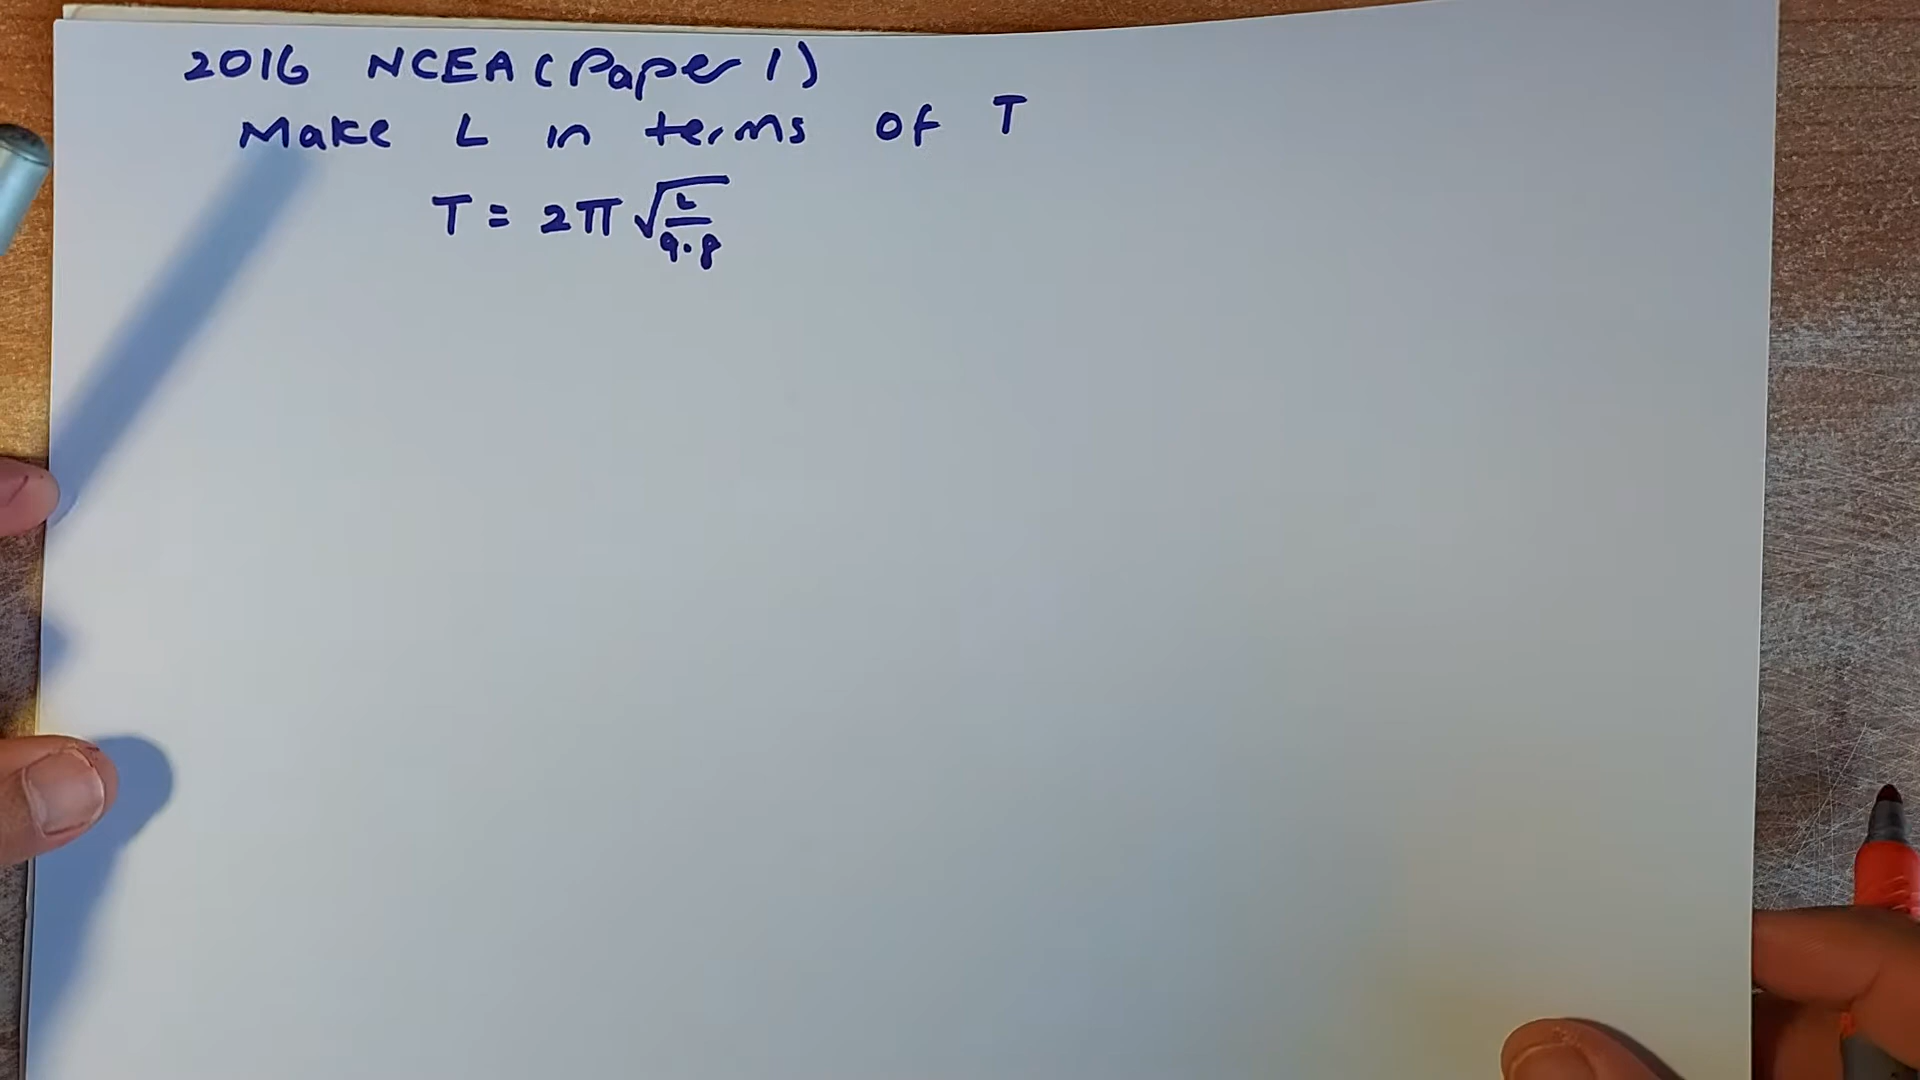 2016 NCEA (Paper 1)
Make L in terms of T
T = 2π √(L/9.8)